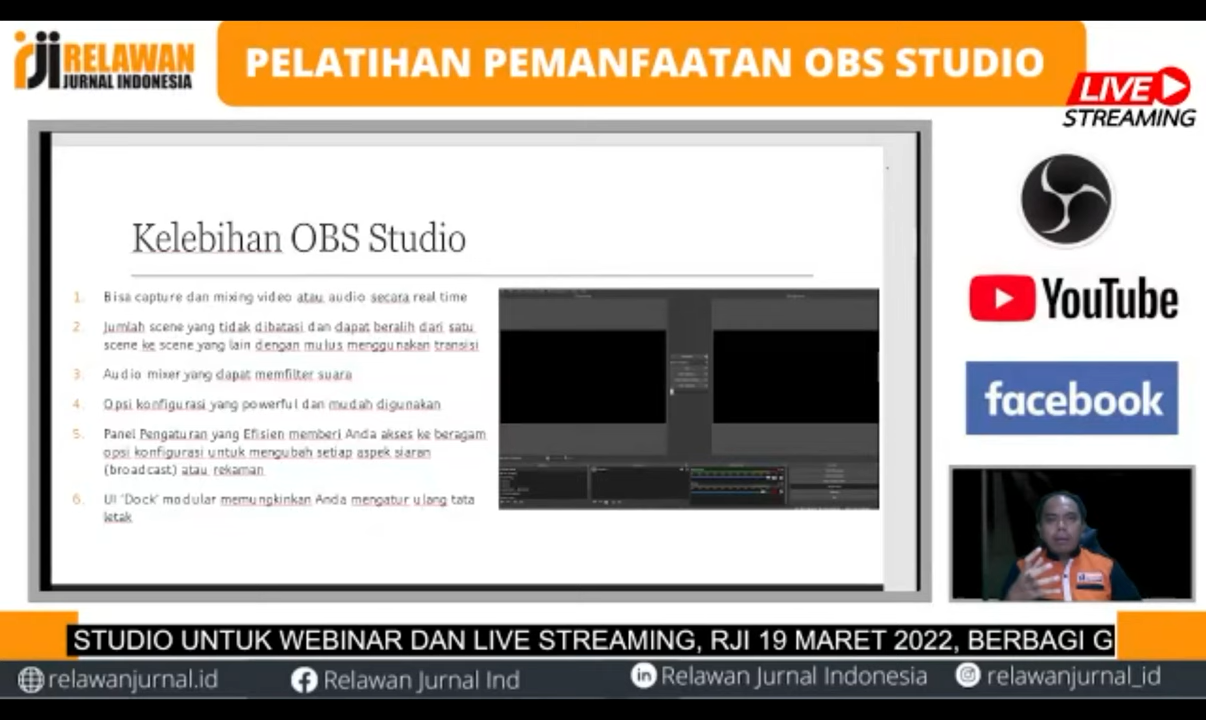 RELAWAN
JURNAL INDONESIA
PELATIHAN PEMANFAATAN OBS STUDIO
LIVE
STREAMING
Kelebihan OBS Studio
1. Bisa capture dan mixing video atau audio secara real time
2. Jumlah scene yang tidak dibatasi dan dapat beralih dari satu
scene ke scene yang lain dengan mulus menggunakan transisi
3. Audio mixer yang dapat memfilter suara
4. Opsi konfigurasi yang powerful dan mudah digunakan
5. Panel Pengaturan yang Efisien memberi Anda akses ke beragam
opsi konfigurasi untuk mengubah setiap aspek siaran
(broadcast) atau rekaman
6. UI 'Dock' modular memungkinkan Anda mengatur ulang tata
letak
YouTube
facebook
STUDIO UNTUK WEBINAR DAN LIVE STREAMING, RJI 19 MARET 2022, BERBAGI G
relawanjurnal.id
Relawan Jurnal Ind
Relawan Jurnal Indonesia
relawanjurnal_id